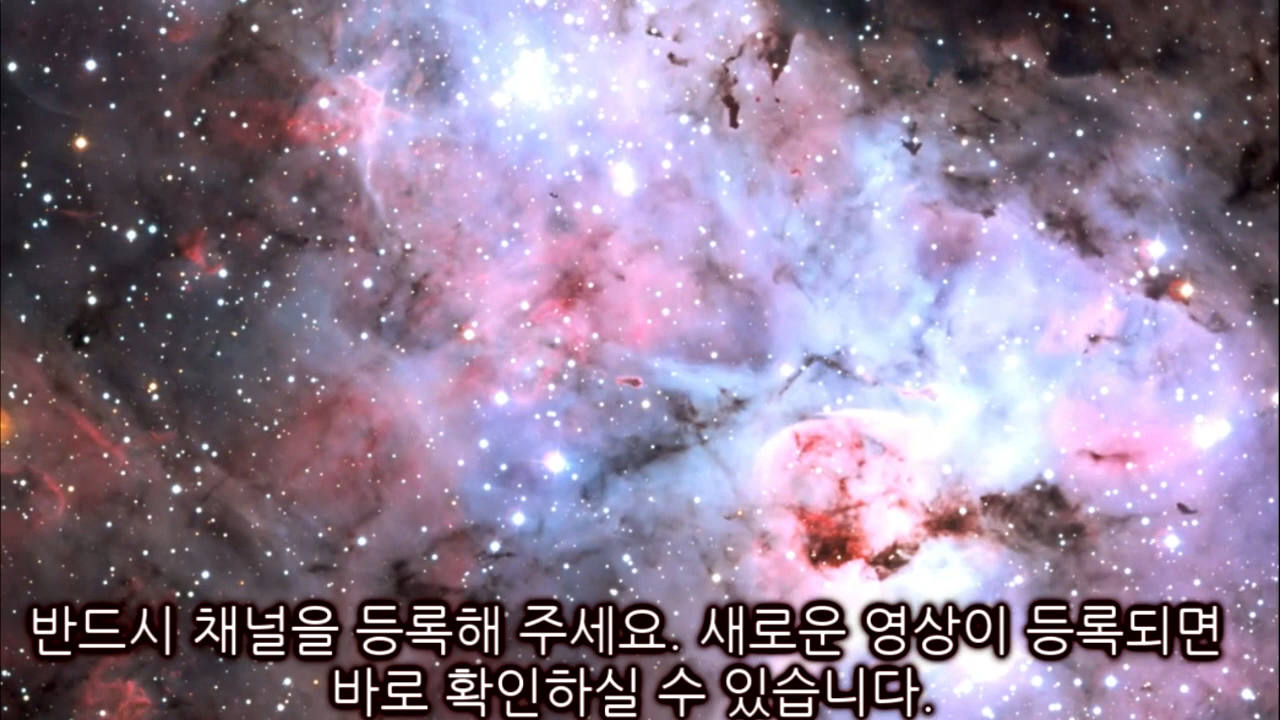 반드시 채널을 등록해 주세요. 새로운 영상이 등록되면
바로 확인하실 수 있습니다.